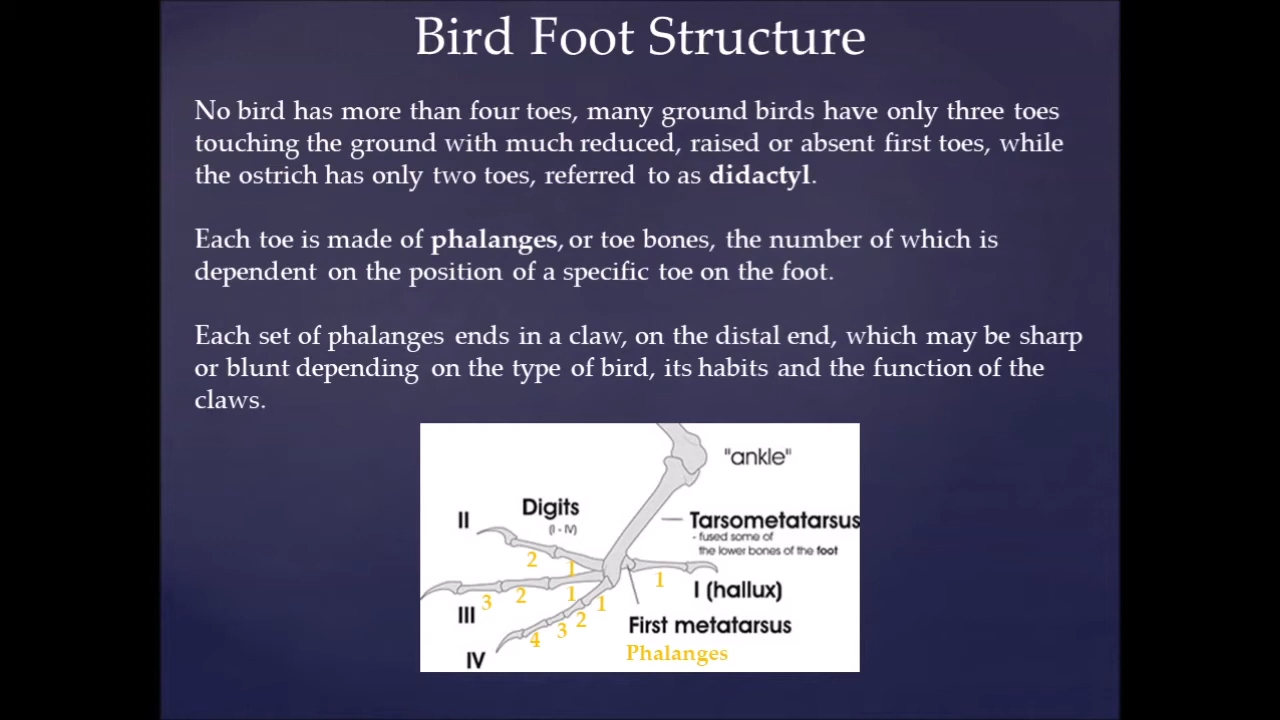 Bird Foot Structure
No bird has more than four toes, many ground birds have only three toes
touching the ground with much reduced, raised or absent first toes, while
the ostrich has only two toes, referred to as didactyl.
Each toe is made of phalanges, or toe bones, the number of which is
dependent on the position of a specific toe on the foot.
Each set of phalanges ends in a claw, on the distal end, which may be sharp
or blunt depending on the type of bird, its habits and the function of the
claws.
"ankle"
II
Digits
(I - IV)
Tarsometatarsus
- fused some of
the lower bones of the foot
2
1
1
I (hallux)
3
2
1
1
III
2
3
4
First metatarsus
IV
Phalanges